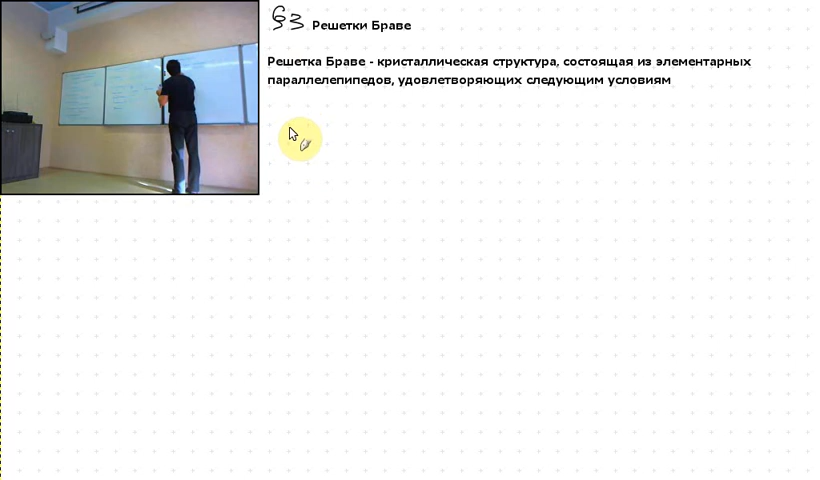 §3 Решетки Браве
Решетка Браве - кристаллическая структура, состоящая из элементарных
параллелепипедов, удовлетворяющих следующим условиям